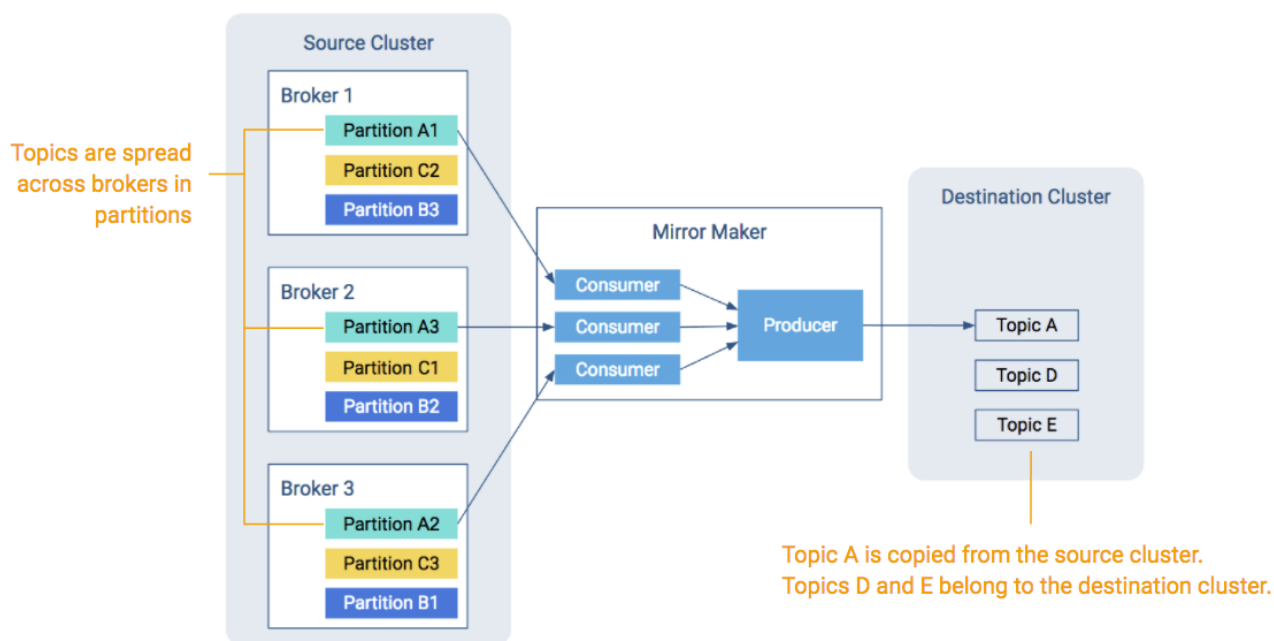 Source Cluster
Broker 1
Partition A1
Partition C2
Partition B3
Topics are spread
across brokers in
partitions
Broker 2
Partition A3
Partition C1
Partition B2
Broker 3
Partition A2
Partition C3
Partition B1
Mirror Maker
Consumer
Consumer
Consumer
Producer
Destination Cluster
Topic A
Topic D
Topic E
Topic A is copied from the source cluster.
Topics D and E belong to the destination cluster.